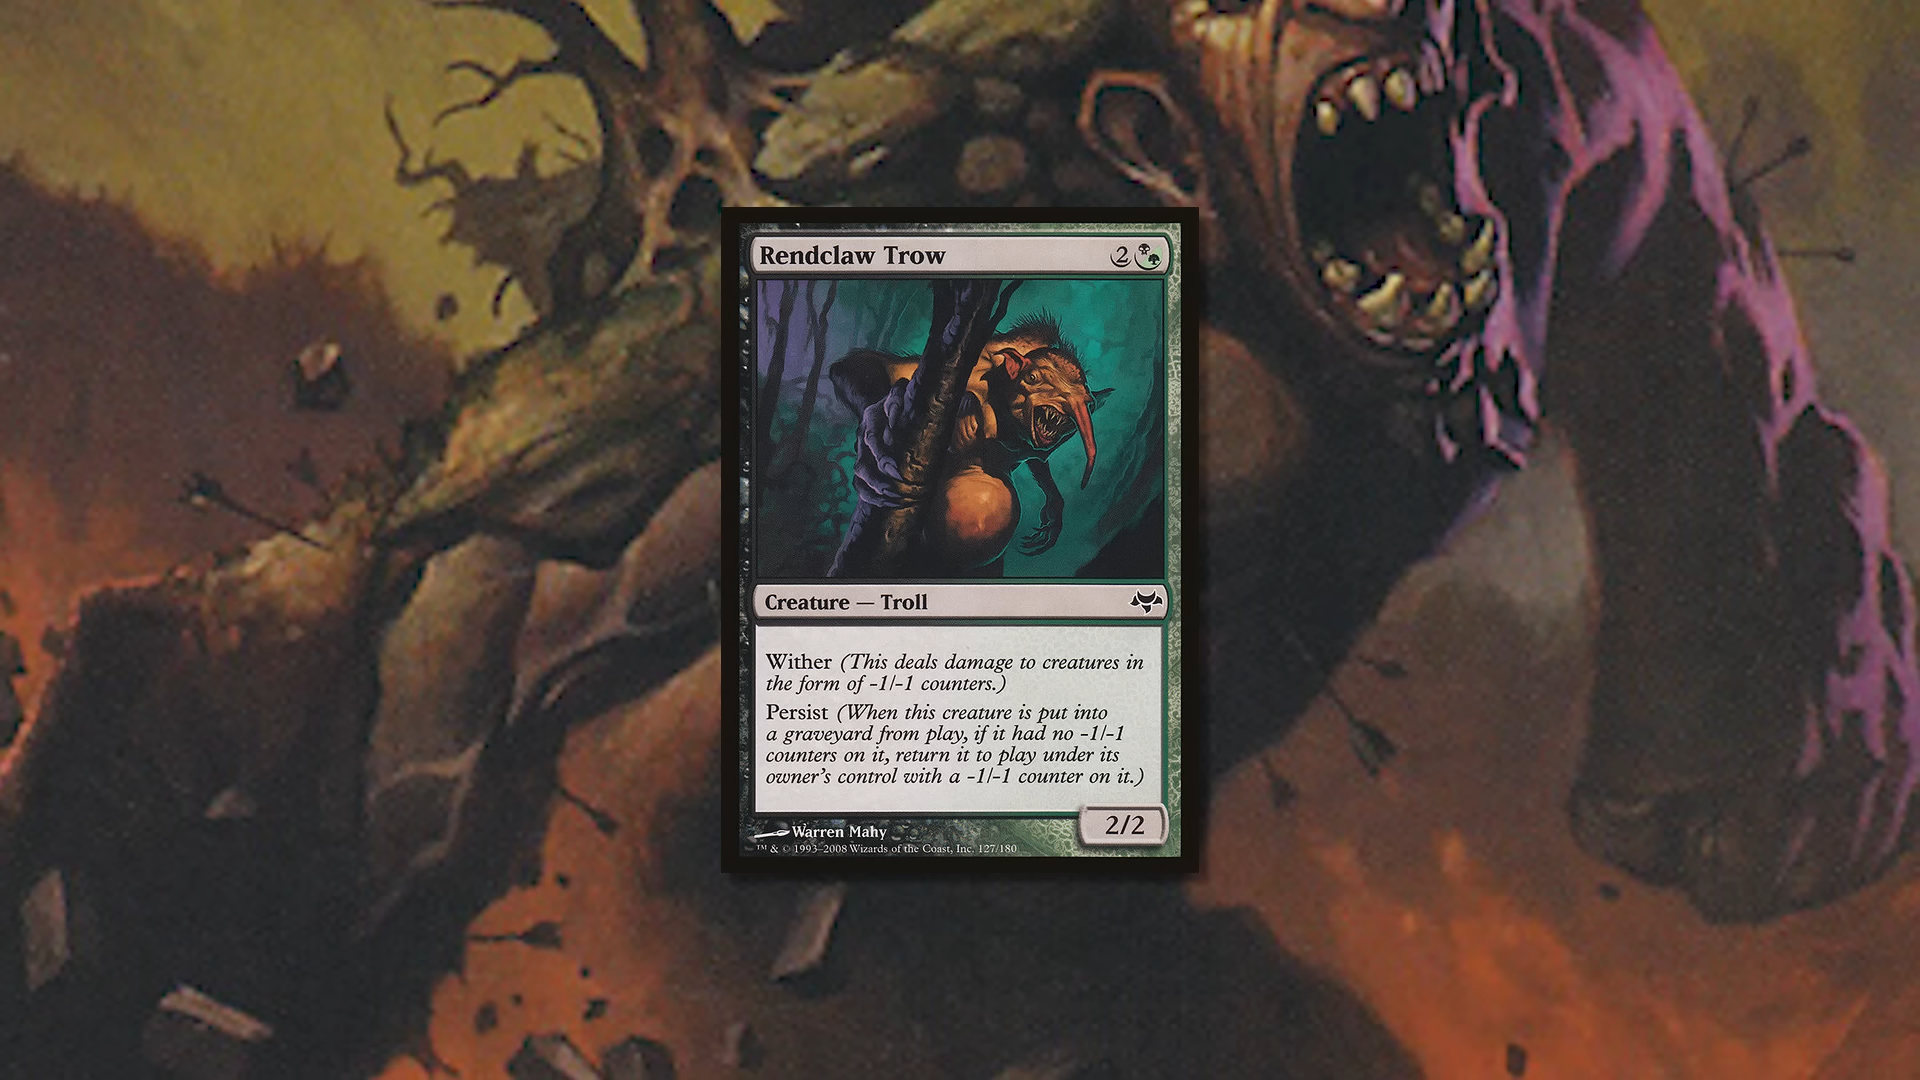 Rendclaw Trow 2
Creature — Troll
Wither (This deals damage to creatures in
the form of -1/-1 counters.)
Persist (When this creature is put into
a graveyard from play, if it had no -1/-1
counters on it, return it to play under its
owner's control with a -1/-1 counter on it.)
2/2
Warren Mahy
™ & © 1993–2008 Wizards of the Coast, Inc. 127/180